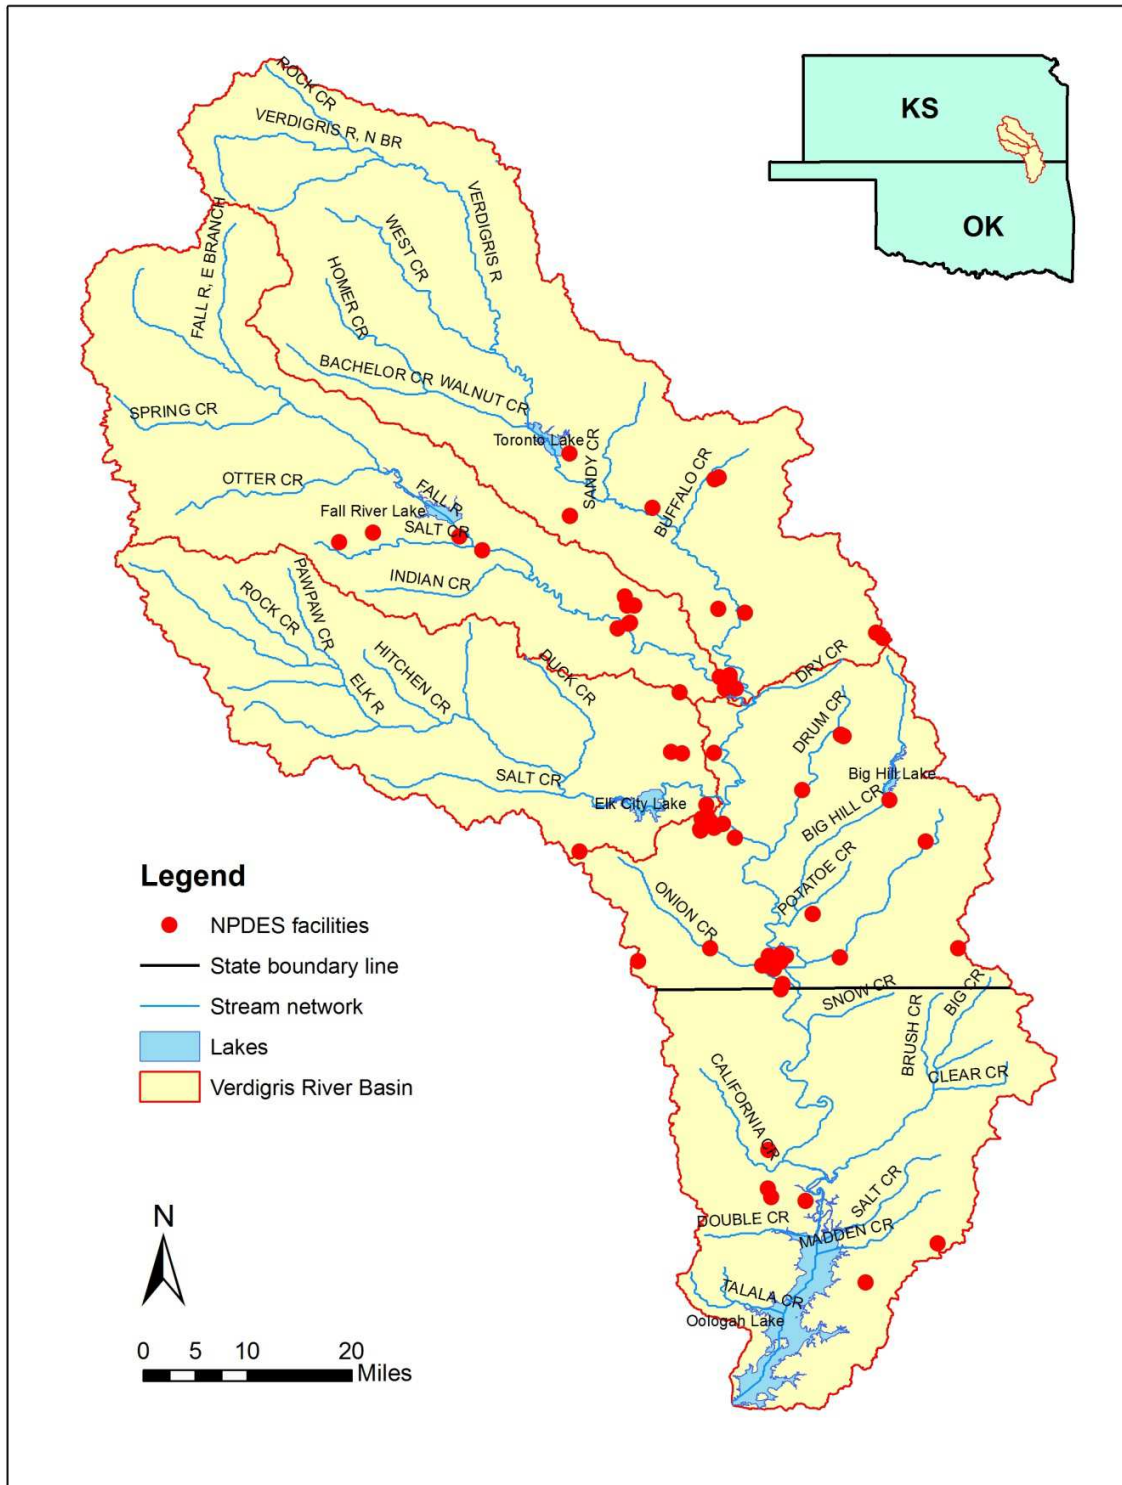 ROCK CR
VERDIGRIS R, N BR
KS
OK
VERDIGRIS R
WEST CR
FALL R, E BRANCH
HOMER CR
BACHELOR CR
WALNUT CR
SPRING CR
Toronto Lake
SANDY CR
BUFFALO CR
OTTER CR
FALL R
Fall River Lake
SALT CR
INDIAN CR
PAWPAW CR
ROCK CR
HITCHEN CR
ELK R
DUCK CR
DRY CR
DRUM CR
SALT CR
Elk City Lake
Big Hill Lake
BIG HILL CR
POTATOE CR
ONION CR
SNOW CR
BRUSH CR
BIG CR
CLEAR CR
CALIFORNIA CR
SALT CR
DOUBLE CR
MADDEN CR
TALALA CR
Oologah Lake
Legend
NPDES facilities
State boundary line
Stream network
Lakes
Verdigris River Basin
N
0 5 10 20
Miles